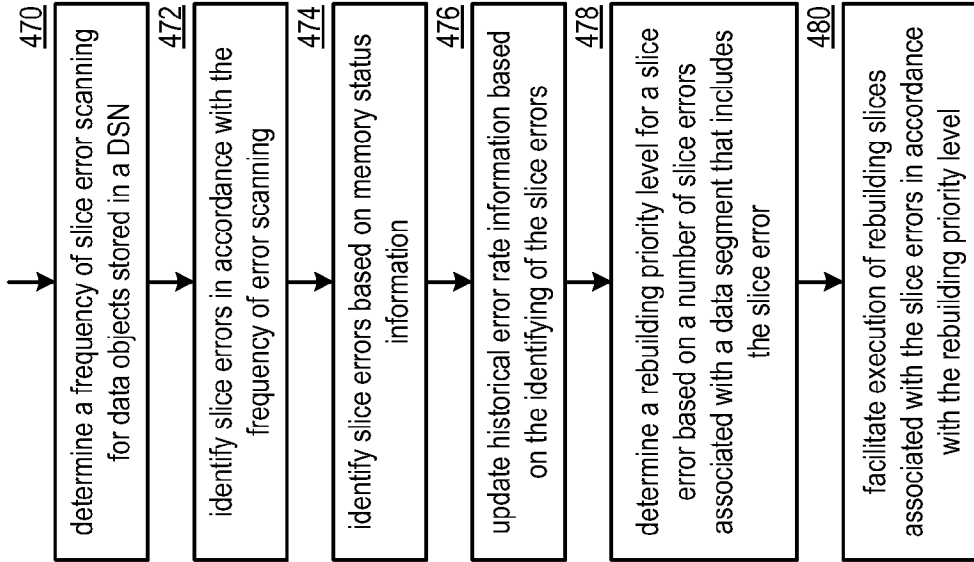 470
determine a frequency of slice error scanning
for data objects stored in a DSN
472
identify slice errors in accordance with the
frequency of error scanning
474
identify slice errors based on memory status
information
476
update historical error rate information based
on the identifying of the slice errors
478
determine a rebuilding priority level for a slice
error based on a number of slice errors
associated with a data segment that includes
the slice error
480
facilitate execution of rebuilding slices
associated with the slice errors in accordance
with the rebuilding priority level